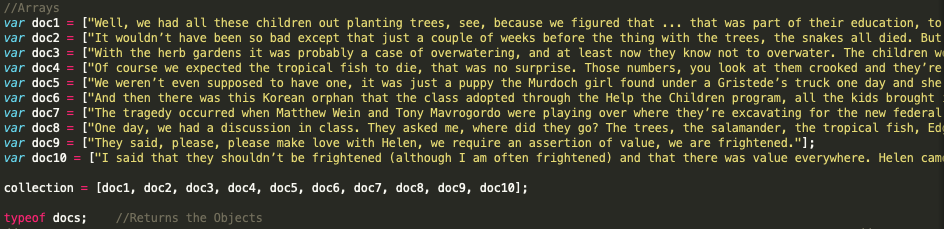 //Arrays
var doc1 = ["Well, we had all these children out planting trees, see, because we figured that ... that was part of their education, to
var doc2 = ["It wouldn’t have been so bad except that just a couple of weeks before the thing with the trees, the snakes all died. But
var doc3 = ["With the herb gardens it was probably a case of overwatering, and at least now they know not to overwater. The children we
var doc4 = ["Of course we expected the tropical fish to die, that was no surprise. Those numbers, you look at them crooked and they’re
var doc5 = ["We weren’t even supposed to have one, it was just a puppy the Murdoch girl found under a Gristede’s truck one day and she
var doc6 = ["And then there was this Korean orphan that the class adopted through the Help the Children program, all the kids brought
var doc7 = ["The tragedy occurred when Matthew Wein and Tony Mavrogordo were playing over where they’re excavating for the new federal
var doc8 = ["One day, we had a discussion in class. They asked me, where did they go? The trees, the salamander, the tropical fish, Ed
var doc9 = ["They said, please, please make love with Helen, we require an assertion of value, we are frightened."];
var doc10 = ["I said that they shouldn’t be frightened (although I am often frightened) and that there was value everywhere. Helen cam
collection = [doc1, doc2, doc3, doc4, doc5, doc6, doc7, doc8, doc9, doc10];
typeof docs; //Returns the Objects